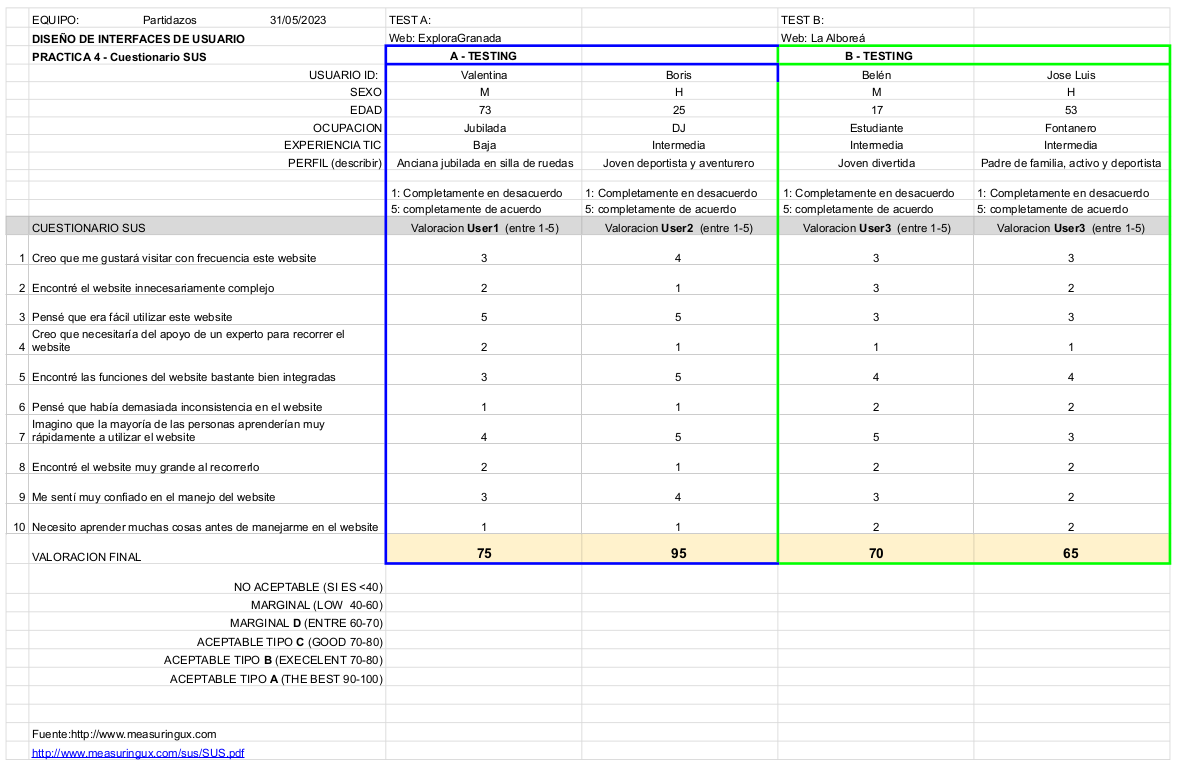 EQUIPO: Partidazos 31/05/2023 TEST A: TEST B:
DISEÑO DE INTERFACES DE USUARIO Web: ExploraGranada Web: La Alboreá
PRACTICA 4 - Cuestionario SUS A - TESTING B - TESTING
USUARIO ID: Valentina Boris Belén Jose Luis
SEXO M H M H
EDAD 73 25 17 53
OCUPACION Jubilada DJ Estudiante Fontanero
EXPERIENCIA TIC Baja Intermedia Intermedia Intermedia
PERFIL (describir) Anciana jubilada en silla de ruedas Joven deportista y aventurero Joven divertida Padre de familia, activo y deportista
1: Completamente en desacuerdo 1: Completamente en desacuerdo 1: Completamente en desacuerdo 1: Completamente en desacuerdo
5: completamente de acuerdo 5: completamente de acuerdo 5: completamente de acuerdo 5: completamente de acuerdo
CUESTIONARIO SUS Valoracion User1 (entre 1-5) Valoracion User2 (entre 1-5) Valoracion User3 (entre 1-5) Valoracion User3 (entre 1-5)
1 Creo que me gustará visitar con frecuencia este website 3 4 3 3
2 Encontré el website innecesariamente complejo 2 1 3 2
3 Pensé que era fácil utilizar este website 5 5 3 3
Creo que necesitaría del apoyo de un experto para recorrer el
4 website 2 1 1 1
5 Encontré las funciones del website bastante bien integradas 3 5 4 4
6 Pensé que había demasiada inconsistencia en el website 1 1 2 2
Imagino que la mayoría de las personas aprenderían muy
7 rápidamente a utilizar el website 4 5 5 3
8 Encontré el website muy grande al recorrerlo 2 1 2 2
9 Me sentí muy confiado en el manejo del website 3 4 3 2
10 Necesito aprender muchas cosas antes de manejarme en el website 1 1 2 2
VALORACION FINAL 75 95 70 65
NO ACEPTABLE (SI ES <40)
MARGINAL (LOW 40-60)
MARGINAL D (ENTRE 60-70)
ACEPTABLE TIPO C (GOOD 70-80)
ACEPTABLE TIPO B (EXECELENT 70-80)
ACEPTABLE TIPO A (THE BEST 90-100)
Fuente:http://www.measuringux.com
http://www.measuringux.com/sus/SUS.pdf